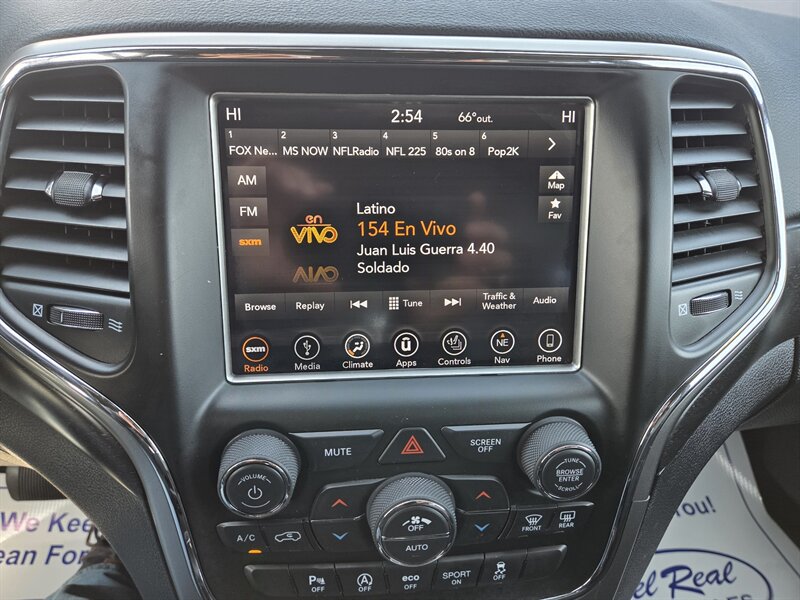 HI 2:54 66°out. HI
1 2 3 4 5 6
FOX Ne... MS NOW NFLRadio NFL 225 80s on 8 Pop2K
AM
Map
FM
Fav
sxm
en
VIVO
Latino
154 En Vivo
Juan Luis Guerra 4.40
Soldado
Browse Replay Tune Traffic & Weather Audio
sxm NE
Radio Media Climate Apps Controls Nav Phone
MUTE
SCREEN
OFF
VOLUME
TUNE
BROWSE
ENTER
SCROLL
OFF
AUTO
A/C
FRONT REAR
P OFF
A OFF
eco OFF
SPORT ON
OFF
We K
ean for
You!
el Real